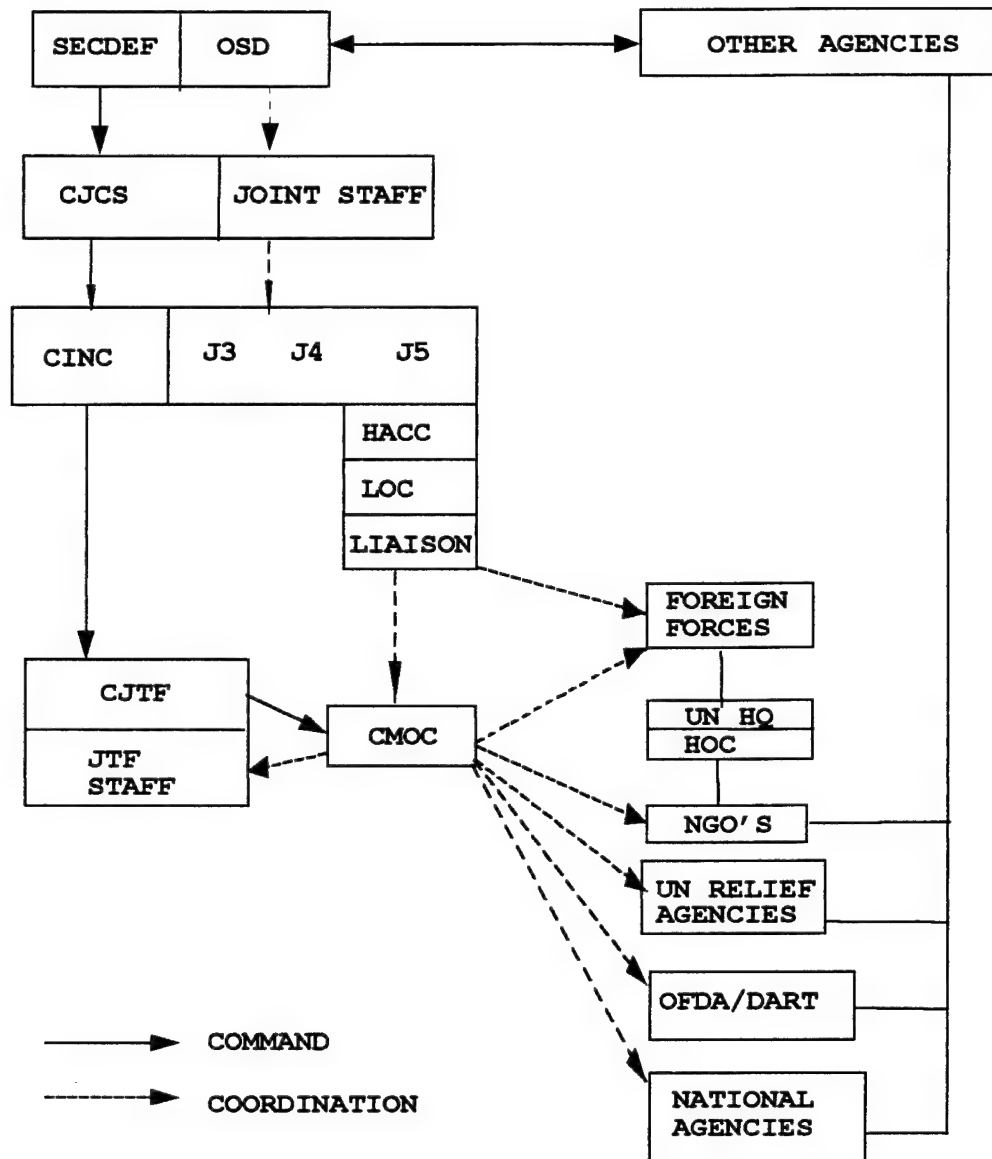 SECDEF OSD OTHER AGENCIES
CJCS JOINT STAFF
CINC J3 J4 J5
HACC
LOC
LIAISON
FOREIGN
FORCES
CJTF
UN HQ
CMOC
HOC
JTF
STAFF
NGO'S
UN RELIEF
AGENCIES
OFDA/DART
COMMAND
COORDINATION
NATIONAL
AGENCIES